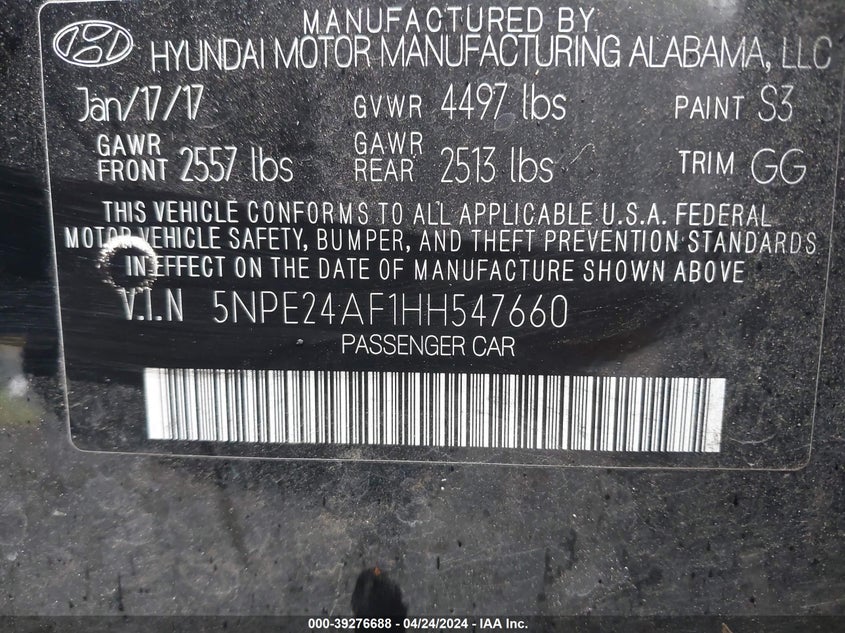 MANUFACTURED BY
HYUNDAI MOTOR MANUFACTURING ALABAMA, LLC
Jan/17/17 GVWR 4497 lbs PAINT S3
GAWR FRONT 2557 lbs GAWR REAR 2513 lbs TRIM GG
THIS VEHICLE CONFORMS TO ALL APPLICABLE U.S.A. FEDERAL
MOTOR VEHICLE SAFETY, BUMPER, AND THEFT PREVENTION STANDARDS
IN EFFECT ON THE DATE OF MANUFACTURE SHOWN ABOVE
V.I.N 5NPE24AF1HH547660
PASSENGER CAR
000-39276688 - 04/24/2024 - IAA Inc.